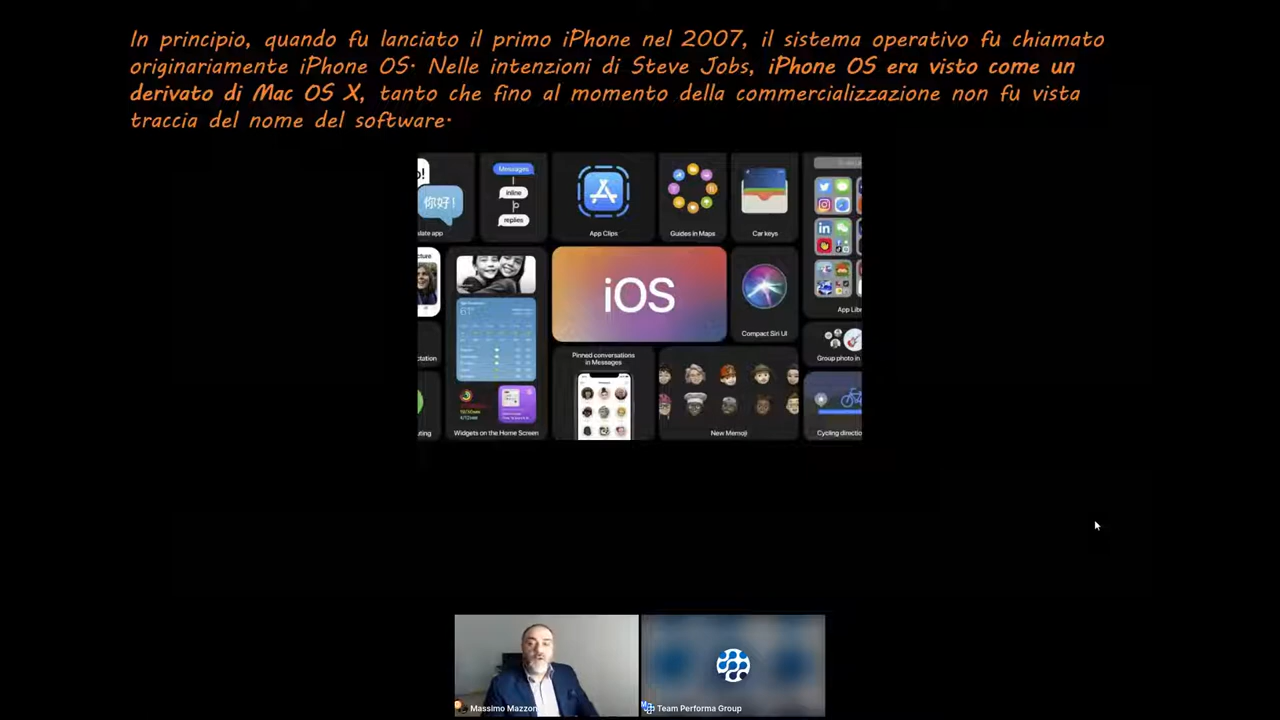 In principio, quando fu lanciato il primo iPhone nel 2007, il sistema operativo fu chiamato
originariamente iPhone OS. Nelle intenzioni di Steve Jobs, iPhone OS era visto come un
derivato di Mac OS X, tanto che fino al momento della commercializzazione non fu vista
traccia del nome del software.
Messages
inline
replies
你好!
late app
App Clips
Guides in Maps
Car keys
iOS
Compact Siri UI
App Libr
Pinned conversations
in Messages
Group photo in
Widgets on the Home Screen
New Memoji
Cycling directio
Massimo Mazzon
Team Performa Group